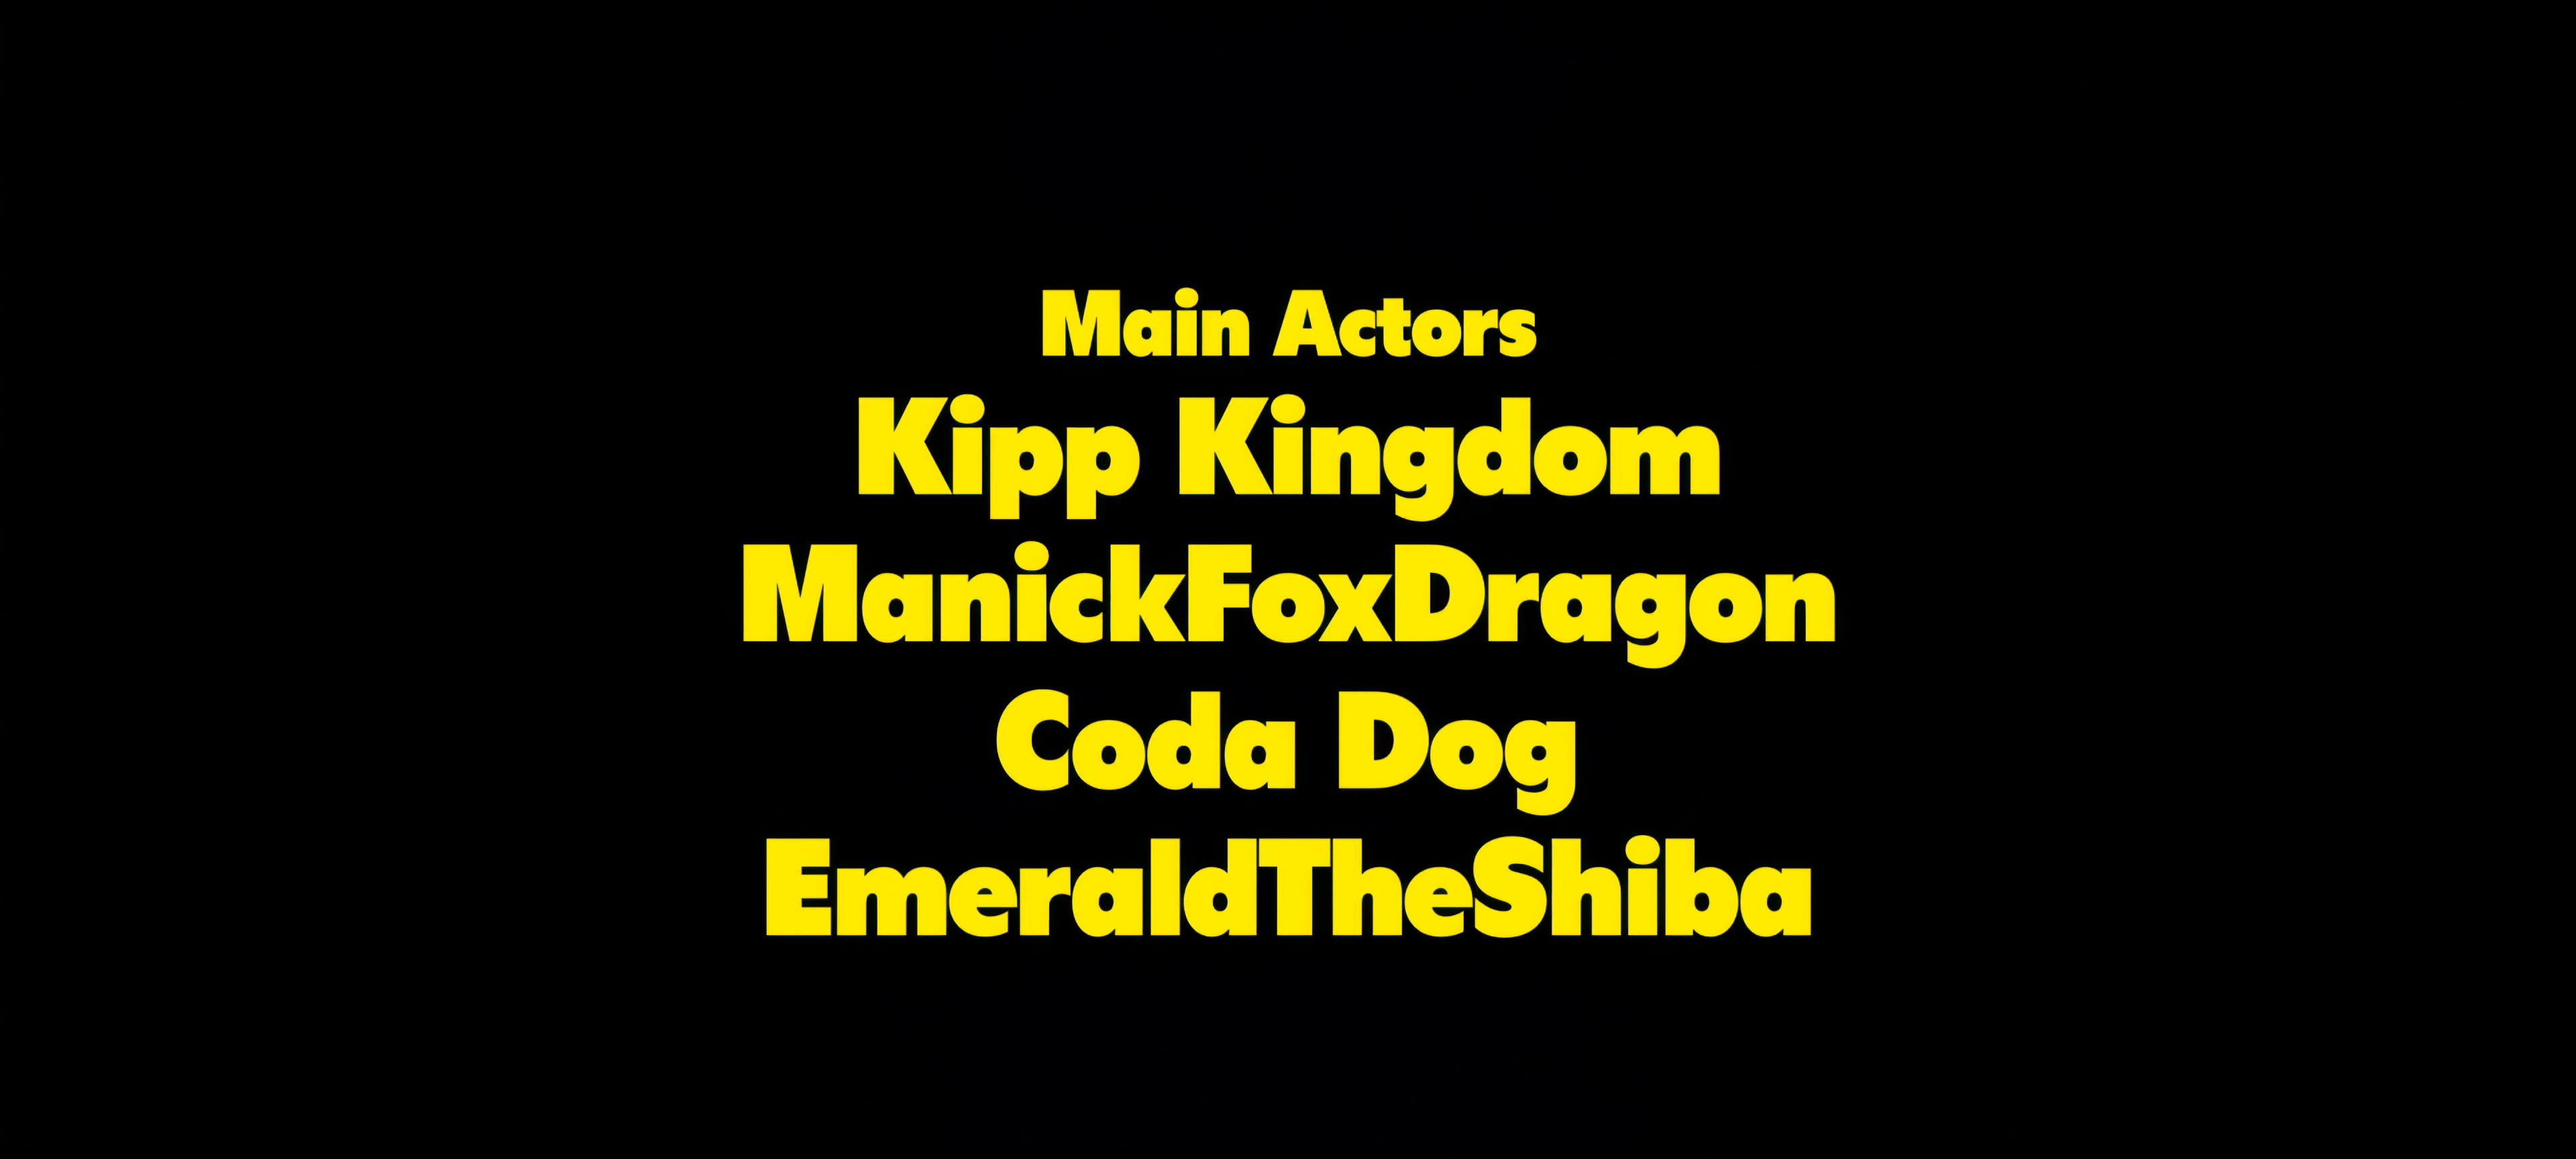 Main Actors
Kipp Kingdom
ManickFoxDragon
Coda Dog
EmeraldTheShiba